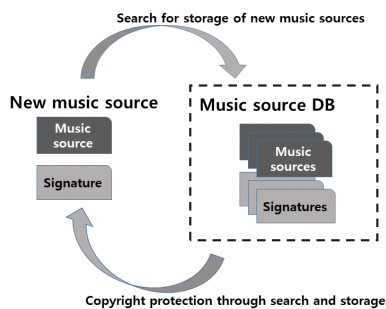 Search for storage of new music sources
New music source
Music
source
Signature
Music source DB
Music
sources
Signatures
Copyright protection through search and storage